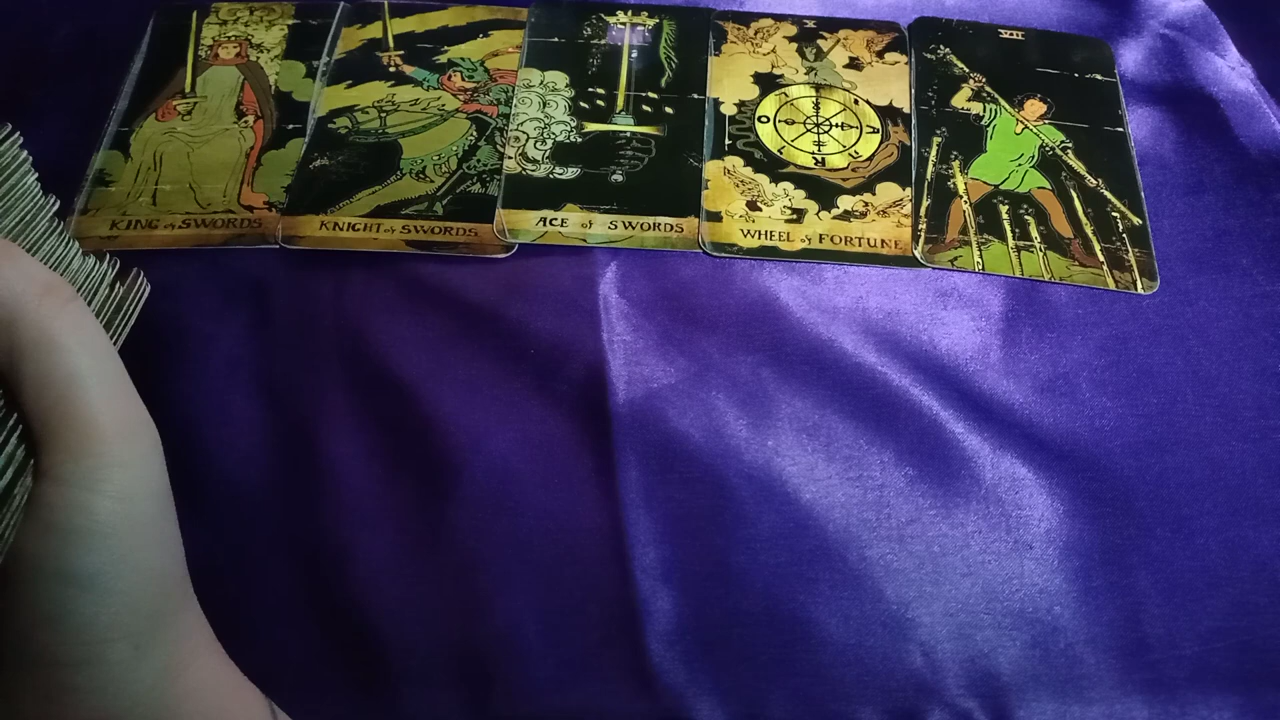 KING of SWORDS
KNIGHT of SWORDS
ACE of SWORDS
X
WHEEL of FORTUNE
VII